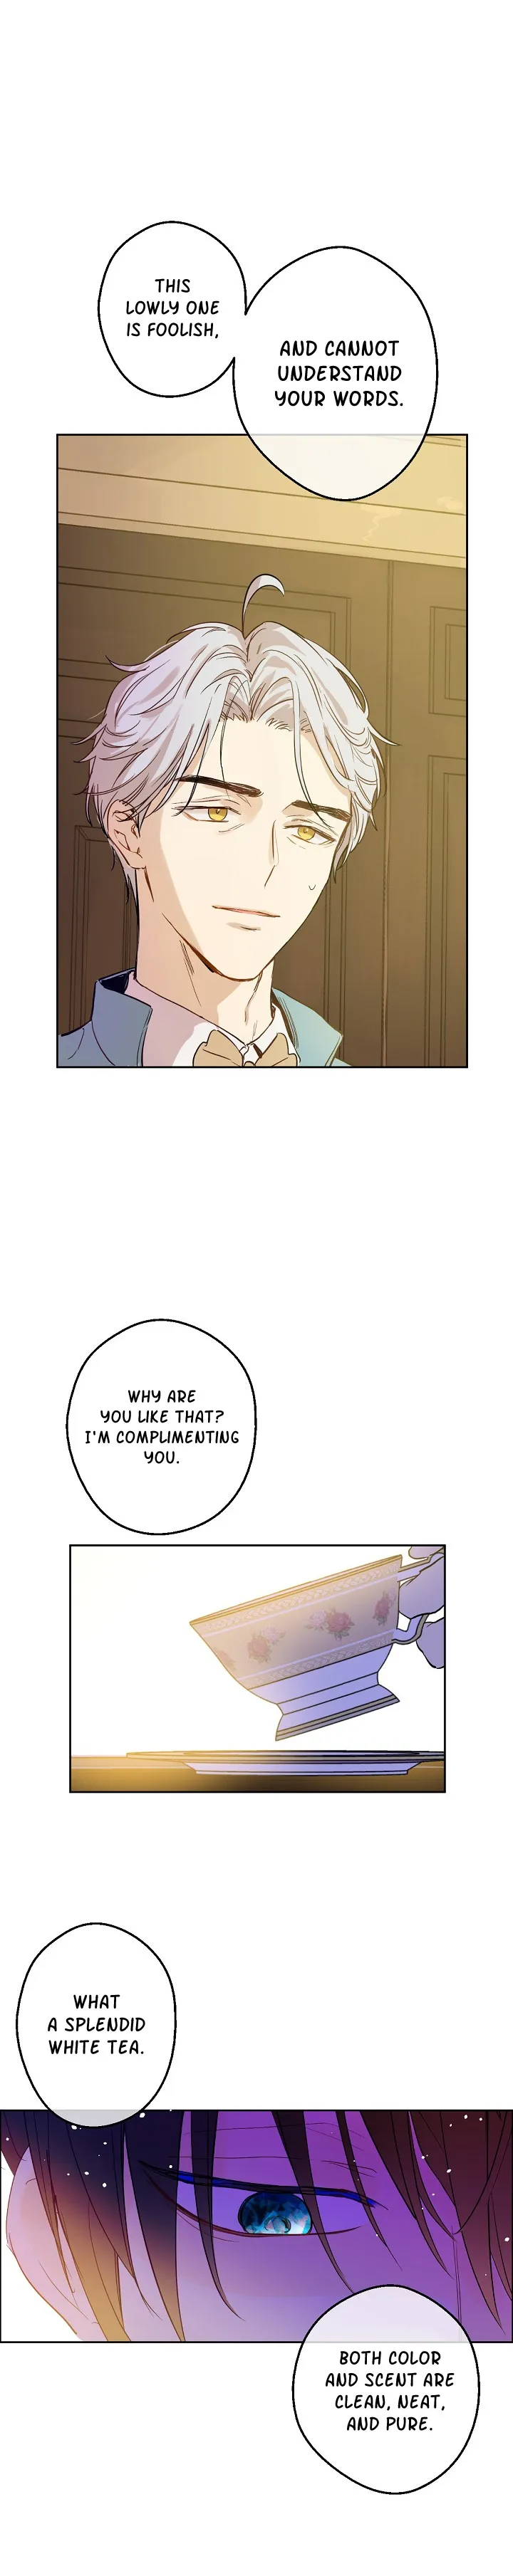 THIS
LOWLY ONE
IS FOOLISH,
AND CANNOT
UNDERSTAND
YOUR WORDS.
WHY ARE
YOU LIKE THAT?
I'M COMPLIMENTING
YOU.
WHAT
A SPLENDID
WHITE TEA.
BOTH COLOR
AND SCENT ARE
CLEAN, NEAT,
AND PURE.